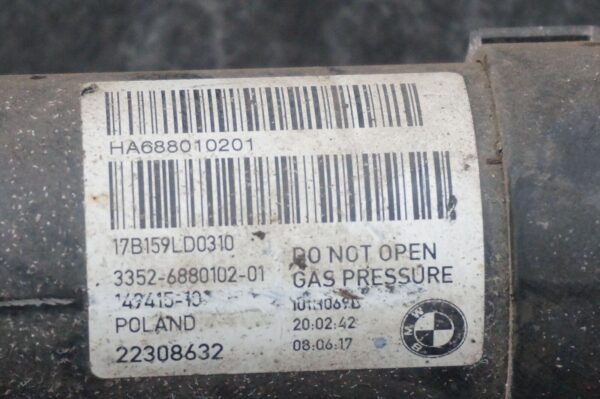 HA688010201
17B159LD0310
3352-6880102-01
149415-10
POLAND
22308632
DO NOT OPEN
GAS PRESSURE
20:02:42
08.06.17
BMW